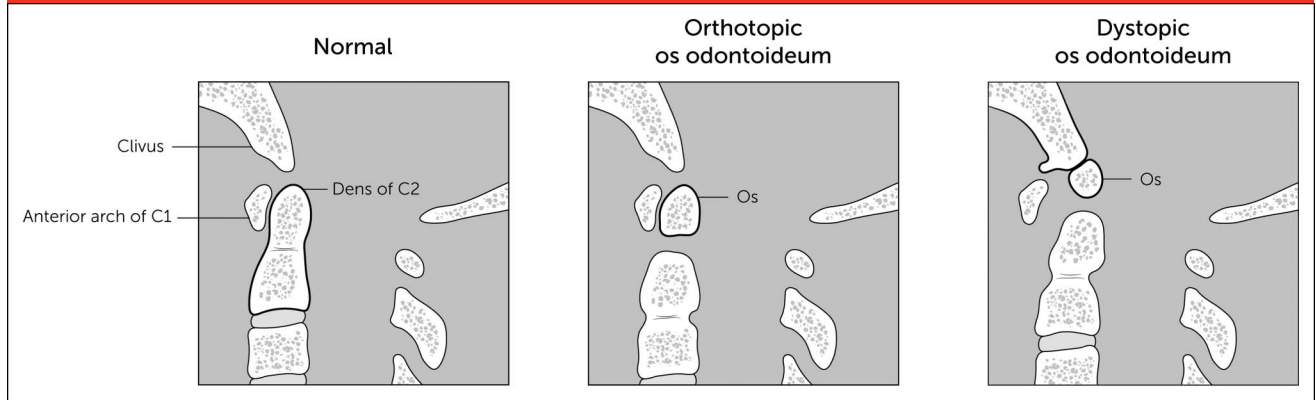 Normal
Orthotopic
os odontoideum
Dystopic
os odontoideum
Clivus
Dens of C2
Anterior arch of C1
Os
Os